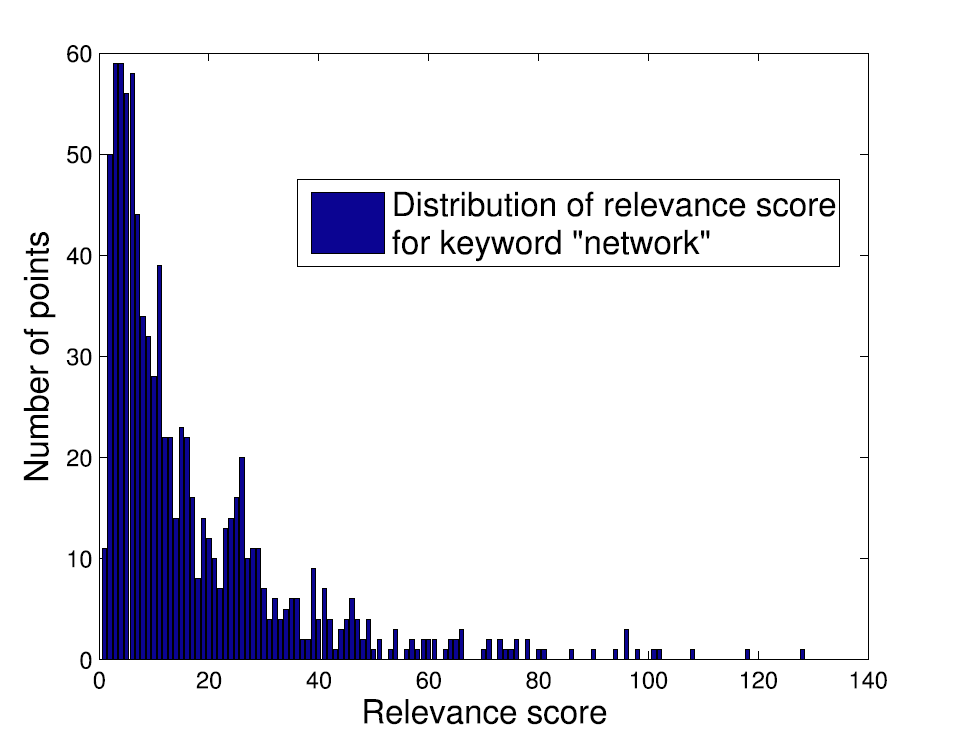 60
50
40
30
20
10
0
Number of points
Distribution of relevance score
for keyword "network"
0 20 40 60 80 100 120 140
Relevance score